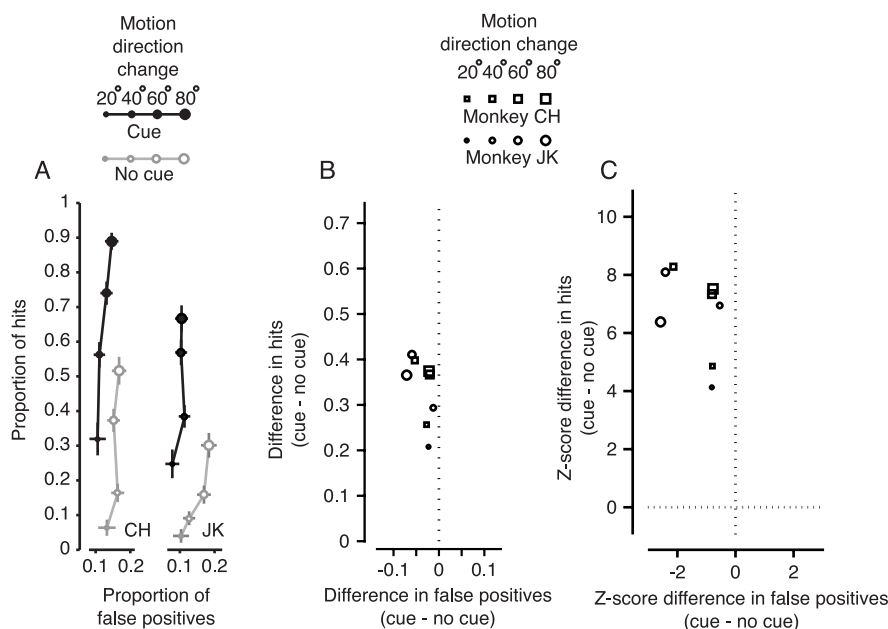 Motion
direction
change
20° 40° 60° 80°
Cue
No cue
Motion
direction
change
20° 40° 60° 80°
Monkey CH
Monkey JK
A
1
0.9
0.8
0.7
0.6
0.5
0.4
0.3
0.2
0.1
0
Proportion of hits
CH
JK
0.1 0.2 0.1 0.2
Proportion of
false positives
B
0.7
0.6
0.5
0.4
0.3
0.2
0.1
0
Difference in hits
(cue - no cue)
-0.1 0 0.1
Difference in false positives
(cue - no cue)
C
10
8
6
4
2
0
Z-score difference in hits
(cue - no cue)
-2 0 2
Z-score difference in false positives
(cue - no cue)